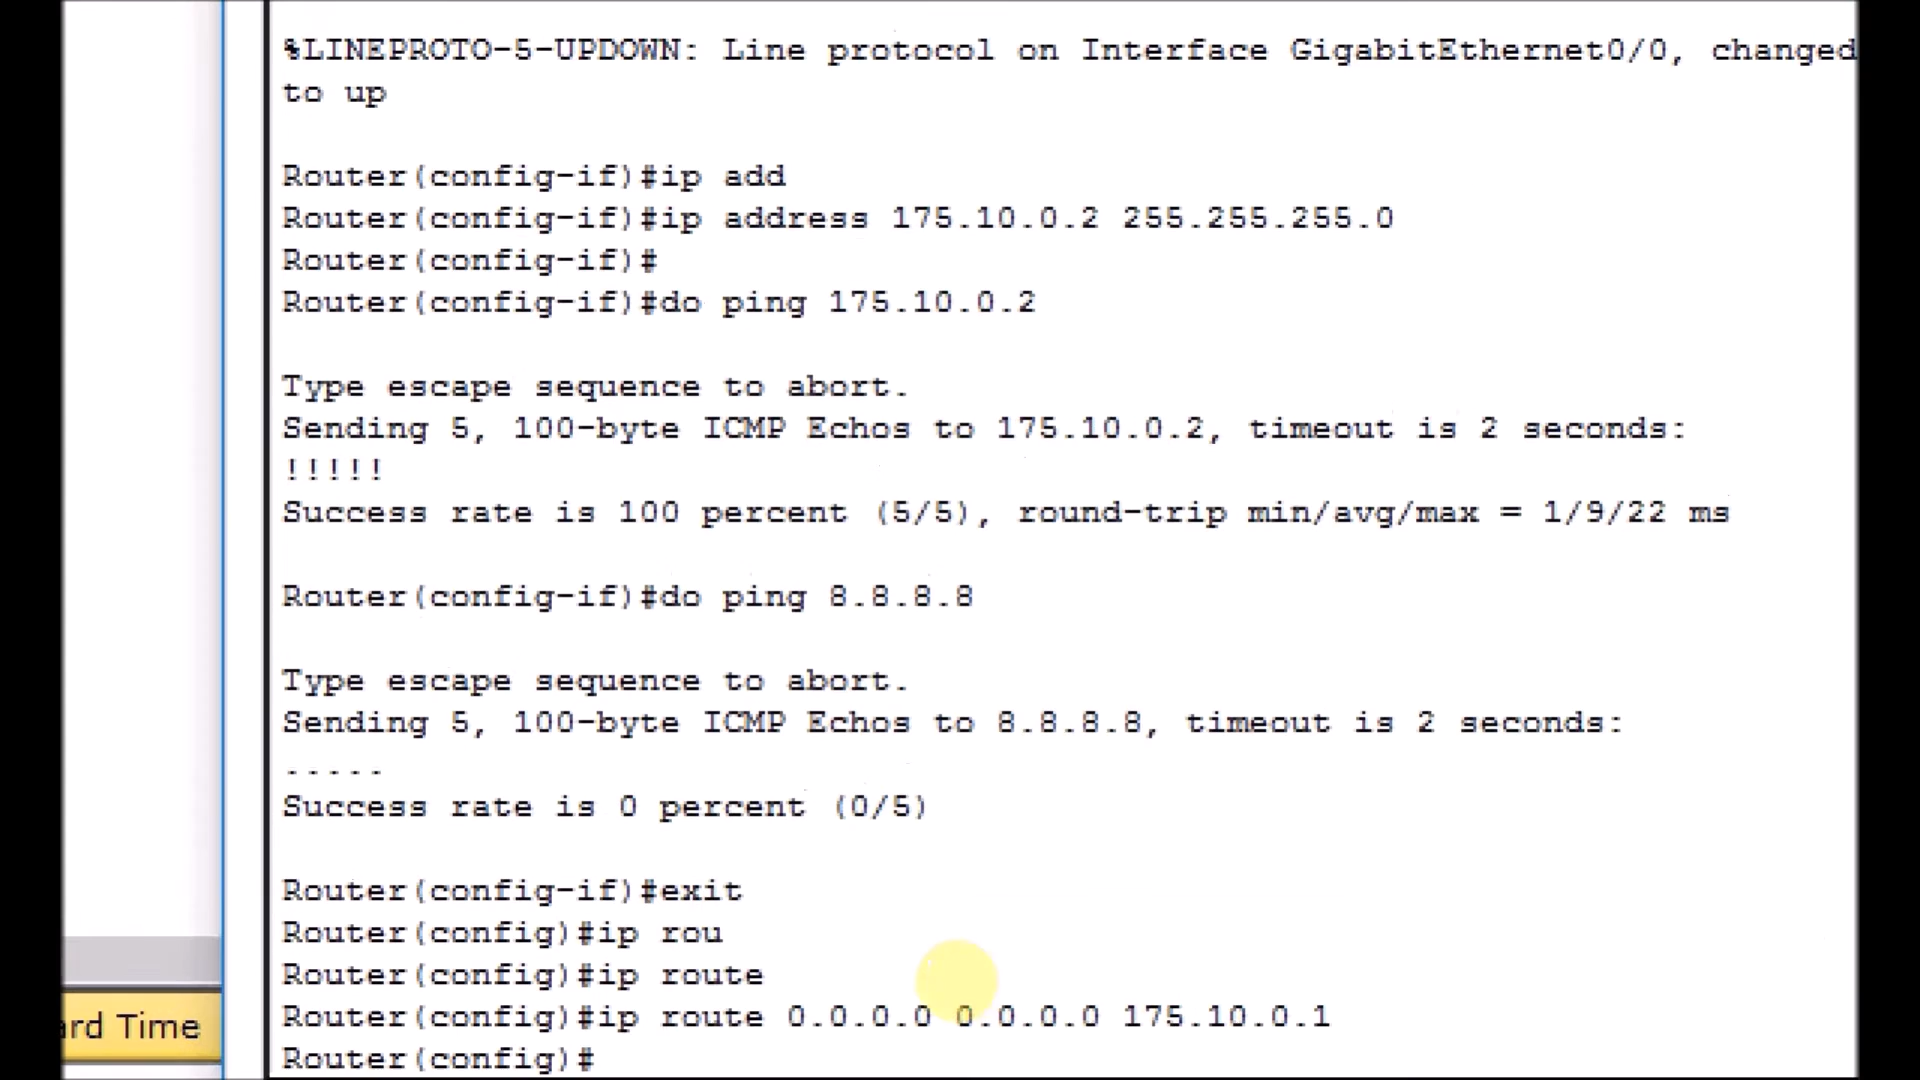 %LINEPROTO-5-UPDOWN: Line protocol on Interface GigabitEthernet0/0, changed
to up
Router(config-if)#ip add
Router(config-if)#ip address 175.10.0.2 255.255.255.0
Router(config-if)#
Router(config-if)#do ping 175.10.0.2
Type escape sequence to abort.
Sending 5, 100-byte ICMP Echos to 175.10.0.2, timeout is 2 seconds:
!!!!!
Success rate is 100 percent (5/5), round-trip min/avg/max = 1/9/22 ms
Router(config-if)#do ping 8.8.8.8
Type escape sequence to abort.
Sending 5, 100-byte ICMP Echos to 8.8.8.8, timeout is 2 seconds:
.....
Success rate is 0 percent (0/5)
Router(config-if)#exit
Router(config)#ip rou
Router(config)#ip route
Router(config)#ip route 0.0.0.0 0.0.0.0 175.10.0.1
Router(config)#
ard Time